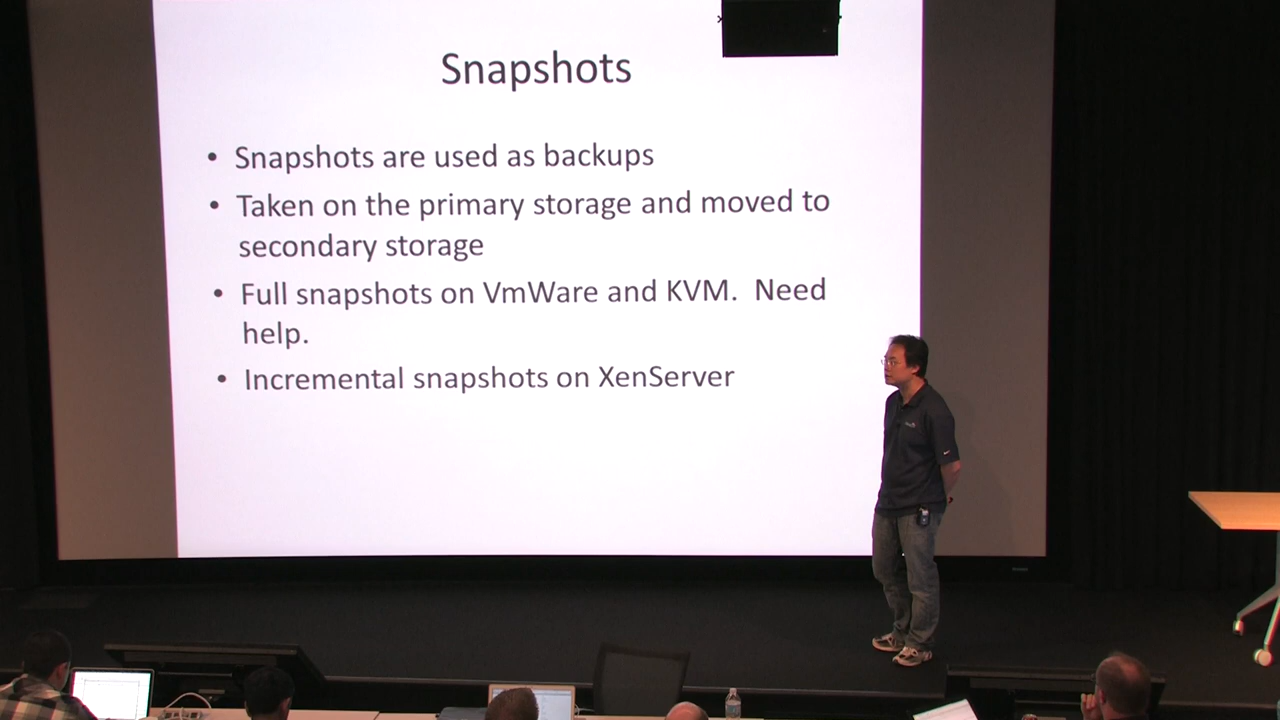 Snapshots
• Snapshots are used as backups
• Taken on the primary storage and moved to
secondary storage
• Full snapshots on VmWare and KVM.  Need
help.
• Incremental snapshots on XenServer